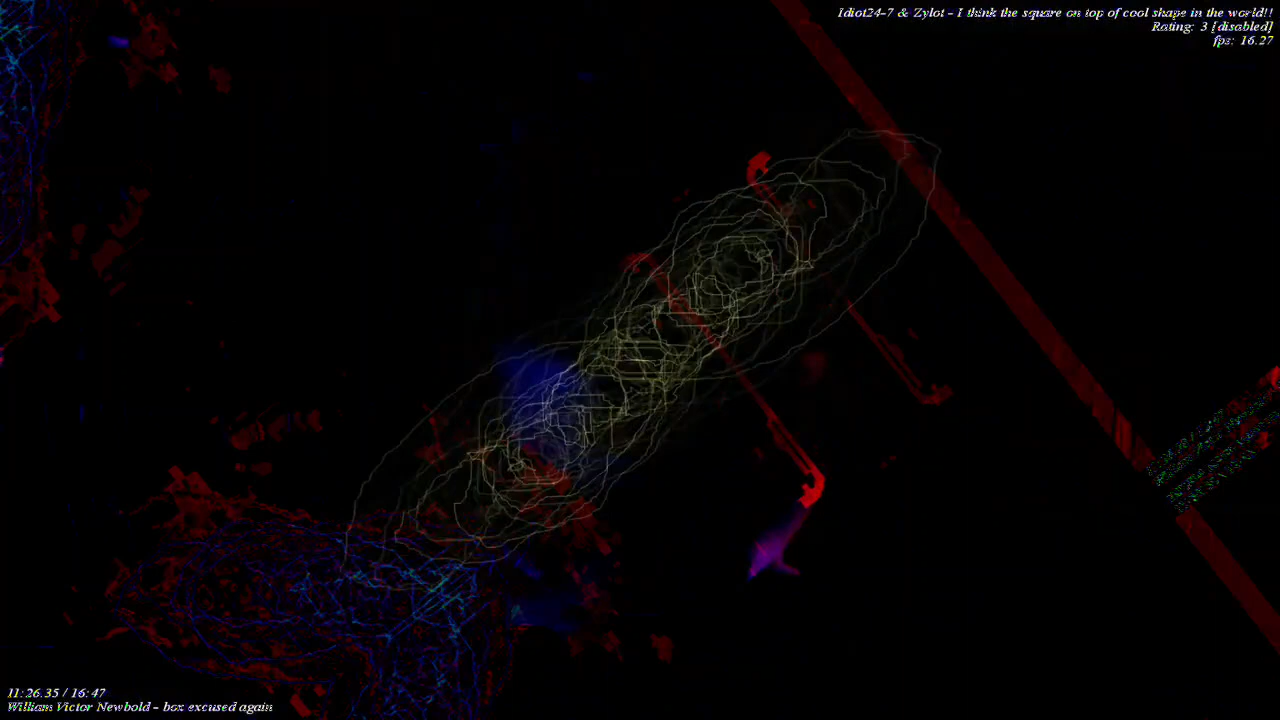 Idiot24-7 & Zylot - I think the square on top of cool shape in the world!!
Rating: 3 [disabled]
fps: 16.27
11:26.35 / 16:47
William Victor Newbold - box excused again